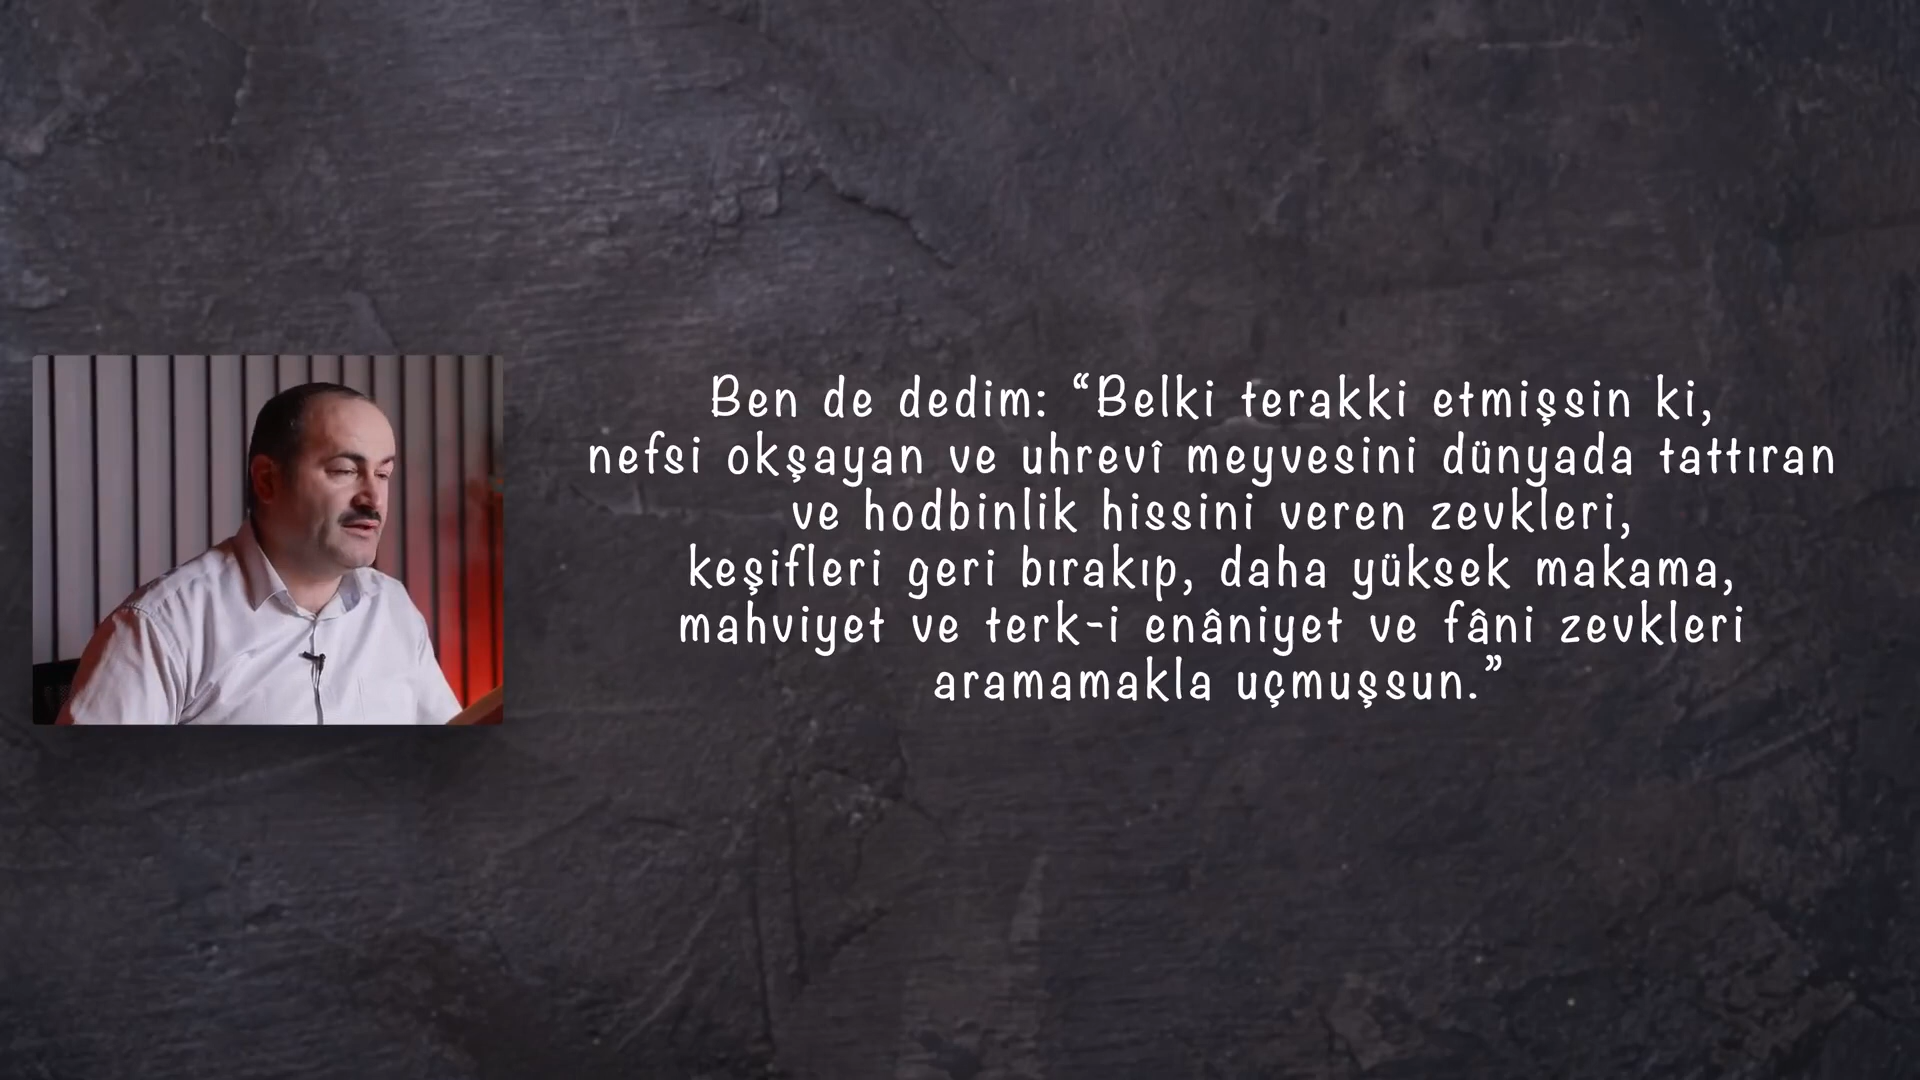 Ben de dedim: “Belki terakki etmişsin ki,
nefsi okşayan ve uhrevî meyvesini dünyada tattıran
ve hodbinlik hissini veren zevkleri,
keşifleri geri bırakıp, daha yüksek makama,
mahviyet ve terk-i enâniyet ve fâni zevkleri
aramamakla uçmuşsun.”